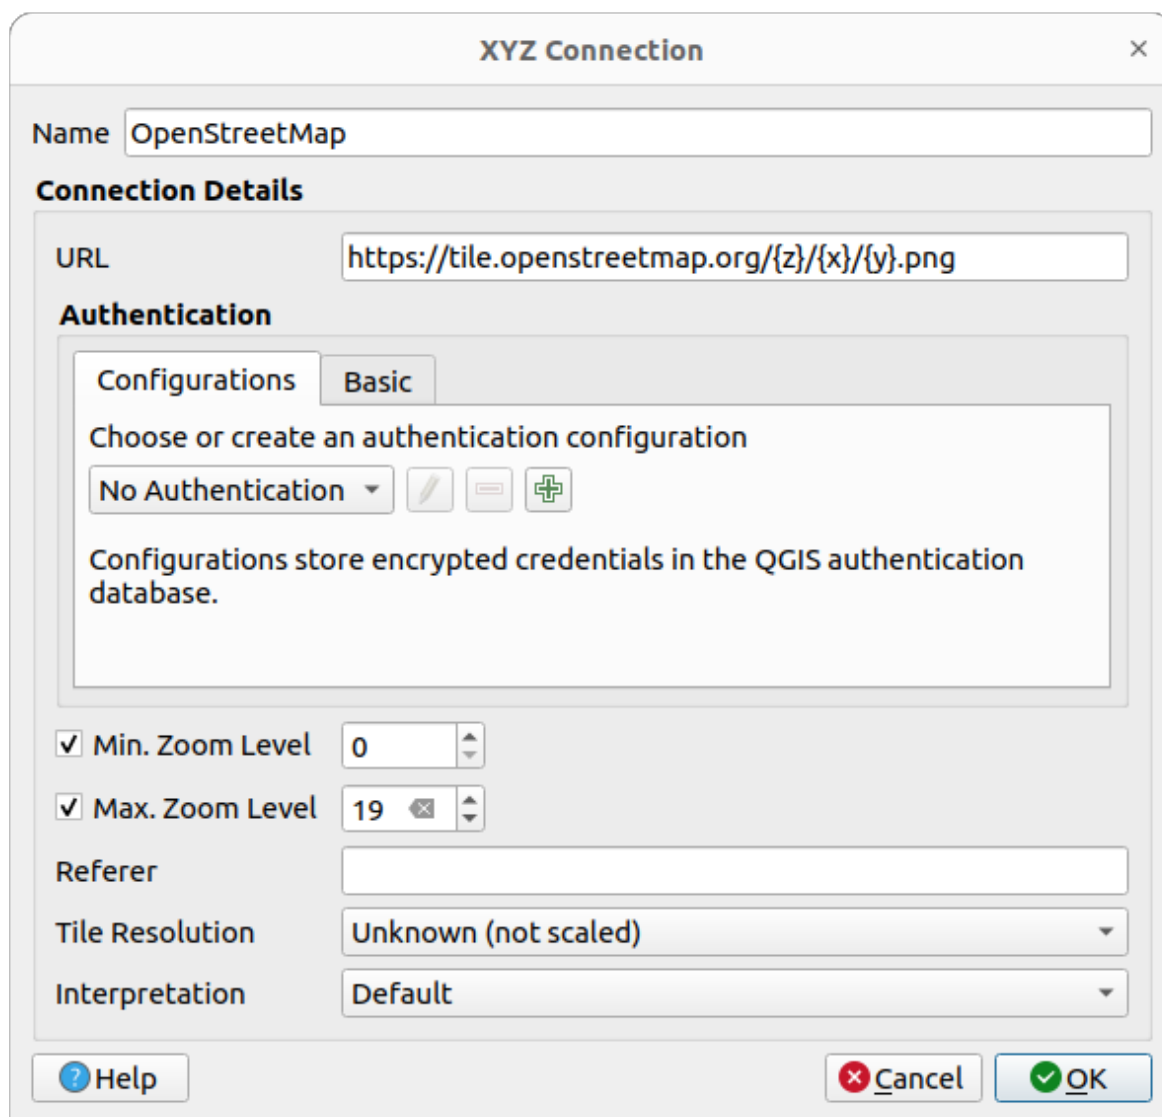 XYZ Connection
Name OpenStreetMap
Connection Details
URL https://tile.openstreetmap.org/{z}/{x}/{y}.png
Authentication
Configurations Basic
Choose or create an authentication configuration
No Authentication
Configurations store encrypted credentials in the QGIS authentication
database.
Min. Zoom Level 0
Max. Zoom Level 19
Referer
Tile Resolution Unknown (not scaled)
Interpretation Default
Help Cancel OK